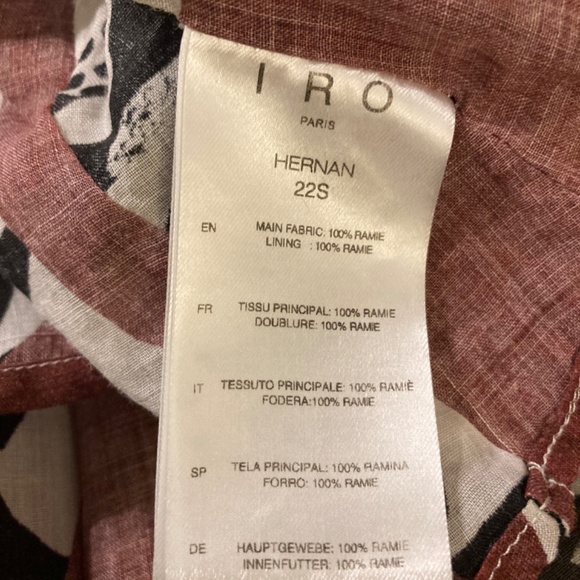 IRO
PARIS
HERNAN
22S
EN MAIN FABRIC: 100% RAMIE
LINING : 100% RAMIE
FR TISSU PRINCIPAL: 100% RAMIE
DOUBLURE: 100% RAMIE
IT TESSUTO PRINCIPALE: 100% RAMIE
FODERA:100% RAMIE
SP TELA PRINCIPAL: 100% RAMINA
FORRO: 100% RAMIE
DE HAUPTGEWEBE: 100% RAMIE
INNENFUTTER: 100% RAMIE